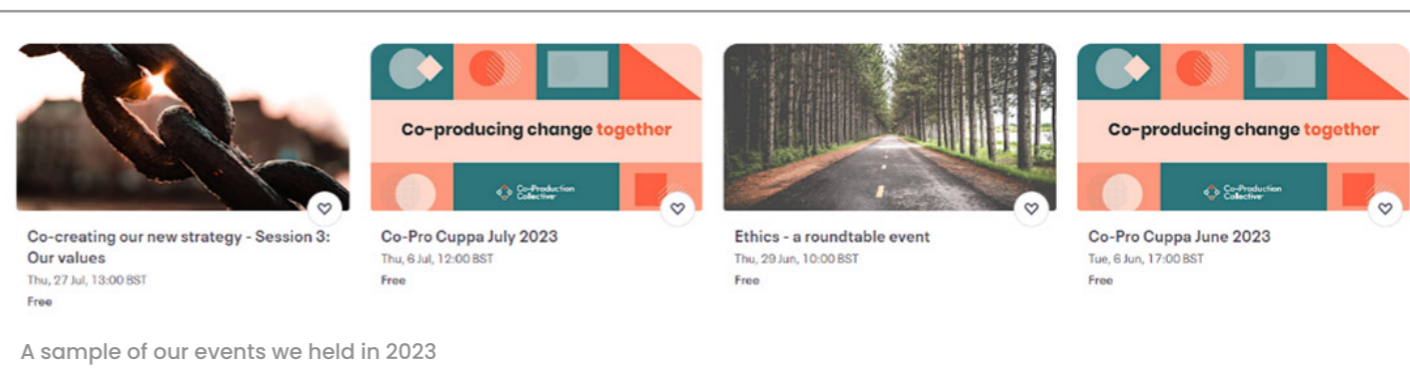 Co-creating our new strategy - Session 3:
Our values
Thu, 27 Jul, 13:00 BST
Free
Co-producing change together
Co-Production
Collective
Co-Pro Cuppa July 2023
Thu, 6 Jul, 12:00 BST
Free
Ethics - a roundtable event
Thu, 29 Jun, 10:00 BST
Free
Co-producing change together
Co-Production
Collective
Co-Pro Cuppa June 2023
Tue, 6 Jun, 17:00 BST
Free
A sample of our events we held in 2023